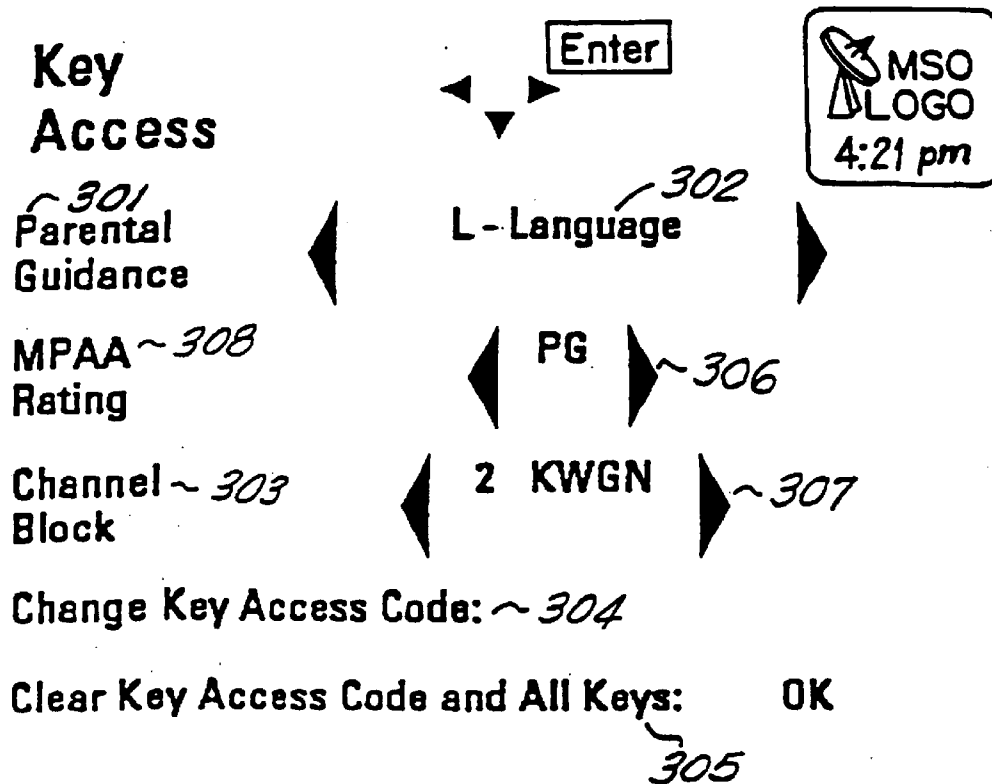 Key
Access
Enter
MSO
LOGO
4:21 pm
301
Parental
Guidance
L-Language
302
MPAA
Rating
308
PG
306
Channel
Block
303
2 KWGN
307
Change Key Access Code:
304
Clear Key Access Code and All Keys: OK
305